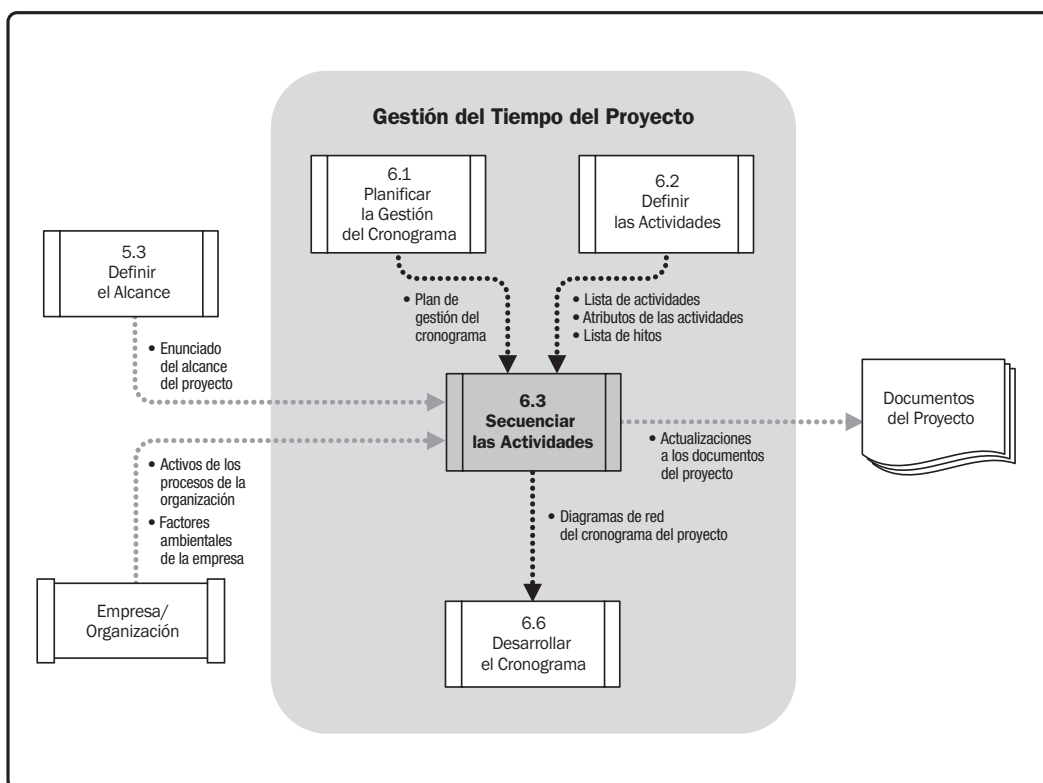 Gestión del Tiempo del Proyecto
6.1
Planificar
la Gestión
del Cronograma
6.2
Definir
las Actividades
5.3
Definir
el Alcance
• Plan de
gestión del
cronograma
• Lista de actividades
• Atributos de las actividades
• Lista de hitos
• Enunciado
del alcance
del proyecto
6.3
Secuenciar
las Actividades
Documentos
del Proyecto
• Actualizaciones
a los documentos
del proyecto
• Activos de los
procesos de la
organización
• Factores
ambientales
de la empresa
• Diagramas de red
del cronograma del proyecto
Empresa/
Organización
6.6
Desarrollar
el Cronograma